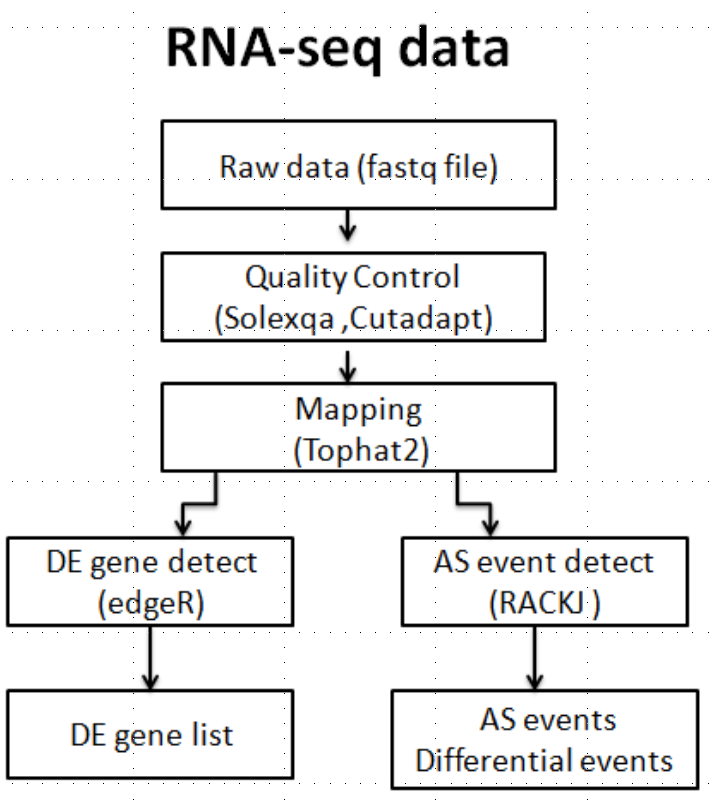 RNA-seq data
Raw data (fastq file)
Quality Control
(Solexqa ,Cutadapt)
Mapping
(Tophat2)
DE gene detect
(edgeR)
AS event detect
(RACKJ )
DE gene list
AS events
Differential events